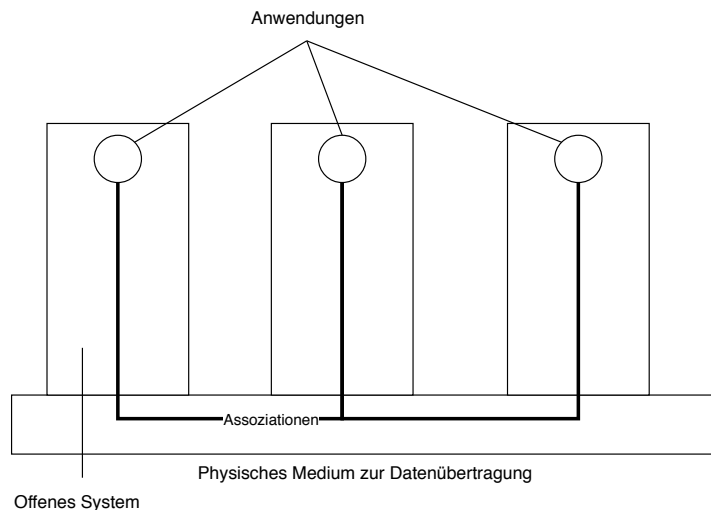 Anwendungen
Assoziationen
Physisches Medium zur Datenübertragung
Offenes System